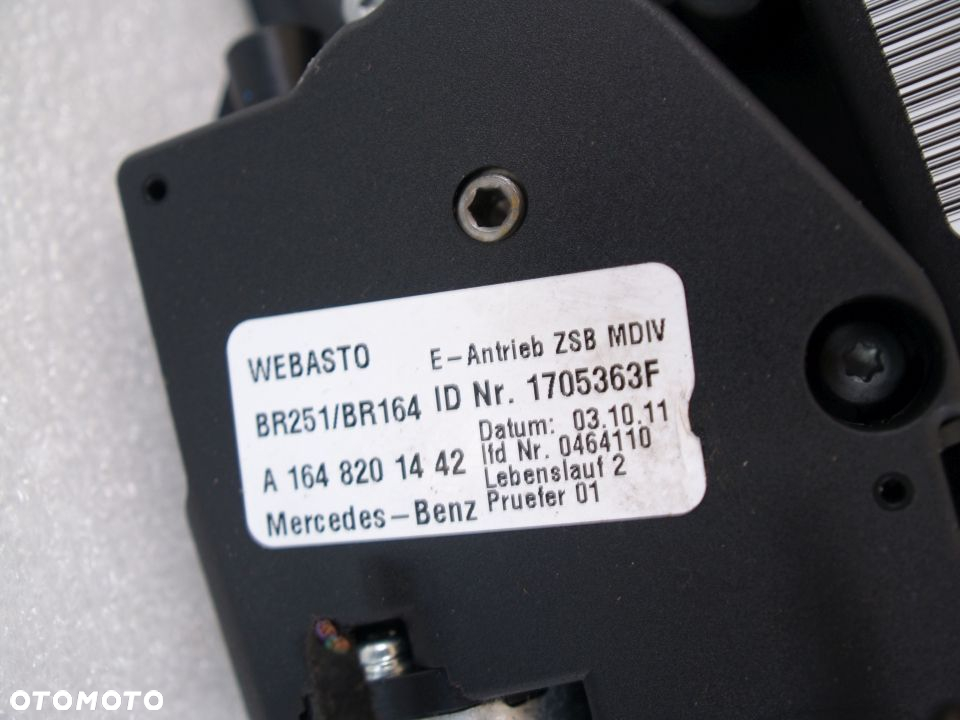 WEBASTO E-Antrieb ZSB MDIV
BR251/BR164 ID Nr. 1705363F
Datum: 03.10.11
lfd Nr. 0464110
A 164 820 14 42 Lebenslauf 2
Mercedes-Benz Pruefer 01
OTOMOTO